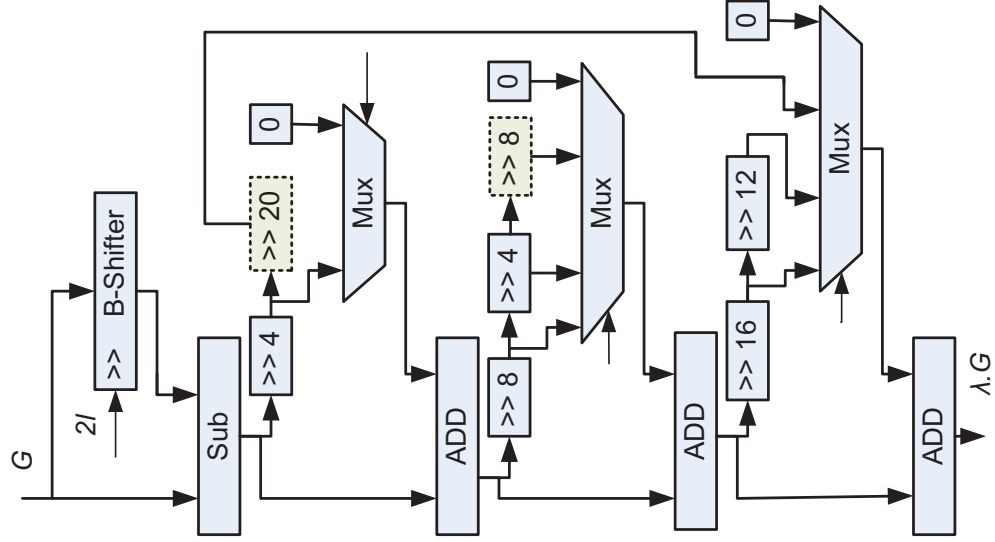 G
2l
>> B-Shifter
Sub
>> 4
>> 20
0
Mux
ADD
>> 8
>> 4
>> 8
0
Mux
ADD
>> 16
>> 12
0
Mux
ADD
λ.G